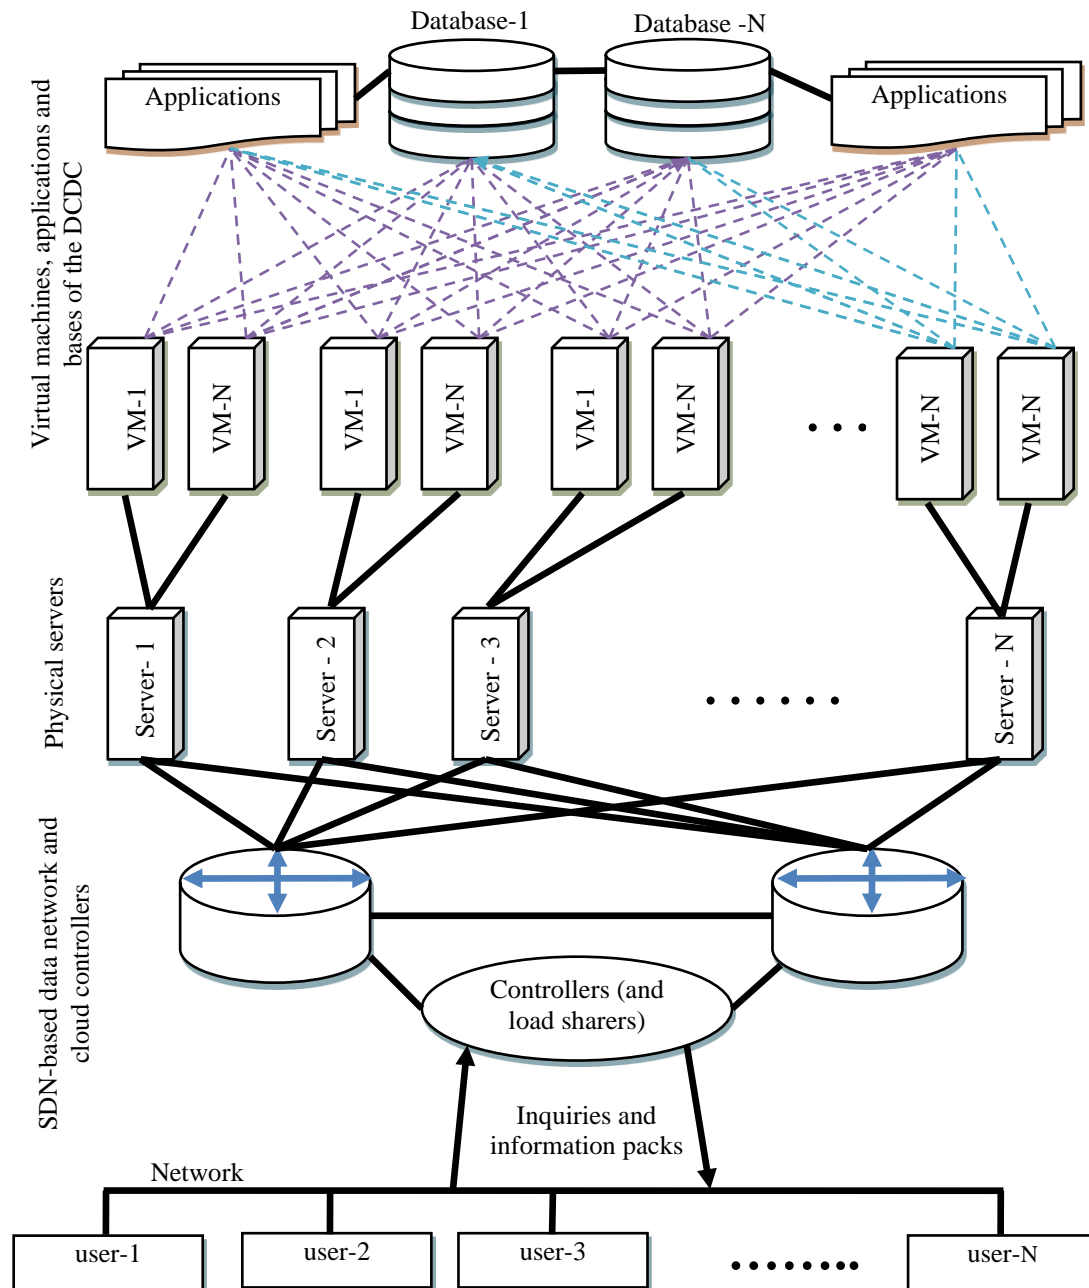 Database-1
Database -N
Applications
Applications
Virtual machines, applications and
bases of the DCDC
VM-1
VM-N
VM-1
VM-N
VM-1
VM-N
. . .
VM-N
VM-N
Physical servers
Server- 1
Server - 2
Server - 3
. . . . . .
Server - N
SDN-based data network and
cloud controllers
Controllers (and
load sharers)
Inquiries and
information packs
Network
user-1
user-2
user-3
........
user-N